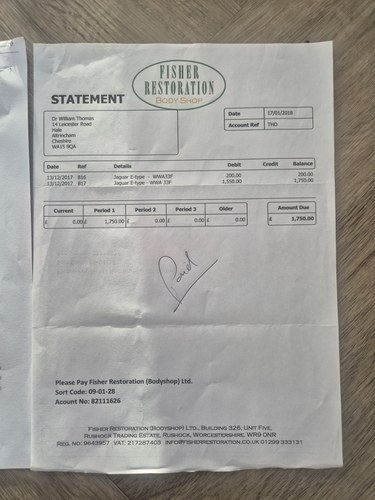 FISHER
RESTORATION
BODY SHOP
STATEMENT
Dr William Thomas
14 Leicester Road
Hale
Altrincham
Cheshire
WA15 9QA
Date 17/01/2018
Account Ref THO
Date Ref Details Debit Credit Balance
13/12/2017 816 Jaguar E-type - WWA33F 200.00 200.00
13/12/2017 817 Jaguar E-type - WWA 33F 1,550.00 1,750.00
Current Period 1 Period 2 Period 3 Older
£ 0.00 £ 1,750.00 £ 0.00 £ 0.00 £ 0.00
Amount Due
£ 1,750.00
Paid
Please Pay Fisher Restoration (Bodyshop) Ltd.
Sort Code: 09-01-28
Acount No: 82111626
FISHER RESTORATION (BODYSHOP) LTD., BUILDING 326, UNIT FIVE,
RUSHOCK TRADING ESTATE, RUSHOCK, WORCESTERSHIRE, WR9 0NR
REG. NO: 9643957 VAT: 217287403 INFO@FISHERRESTORATION.CO.UK 01299 333131